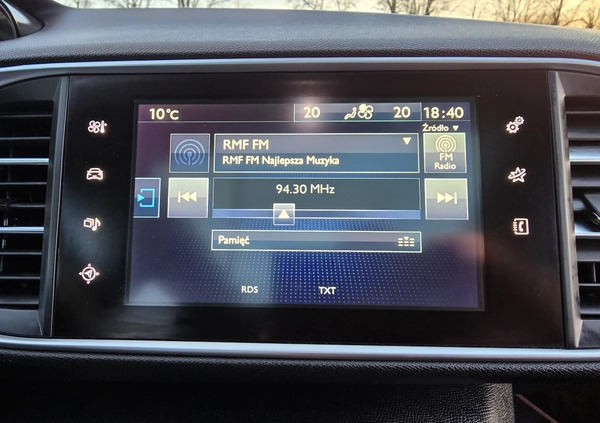 10°C 20 20 18:40
Źródło
RMF FM
RMF FM Najlepsza Muzyka
FM
Radio
94.30 MHz
Pamięć
RDS TXT